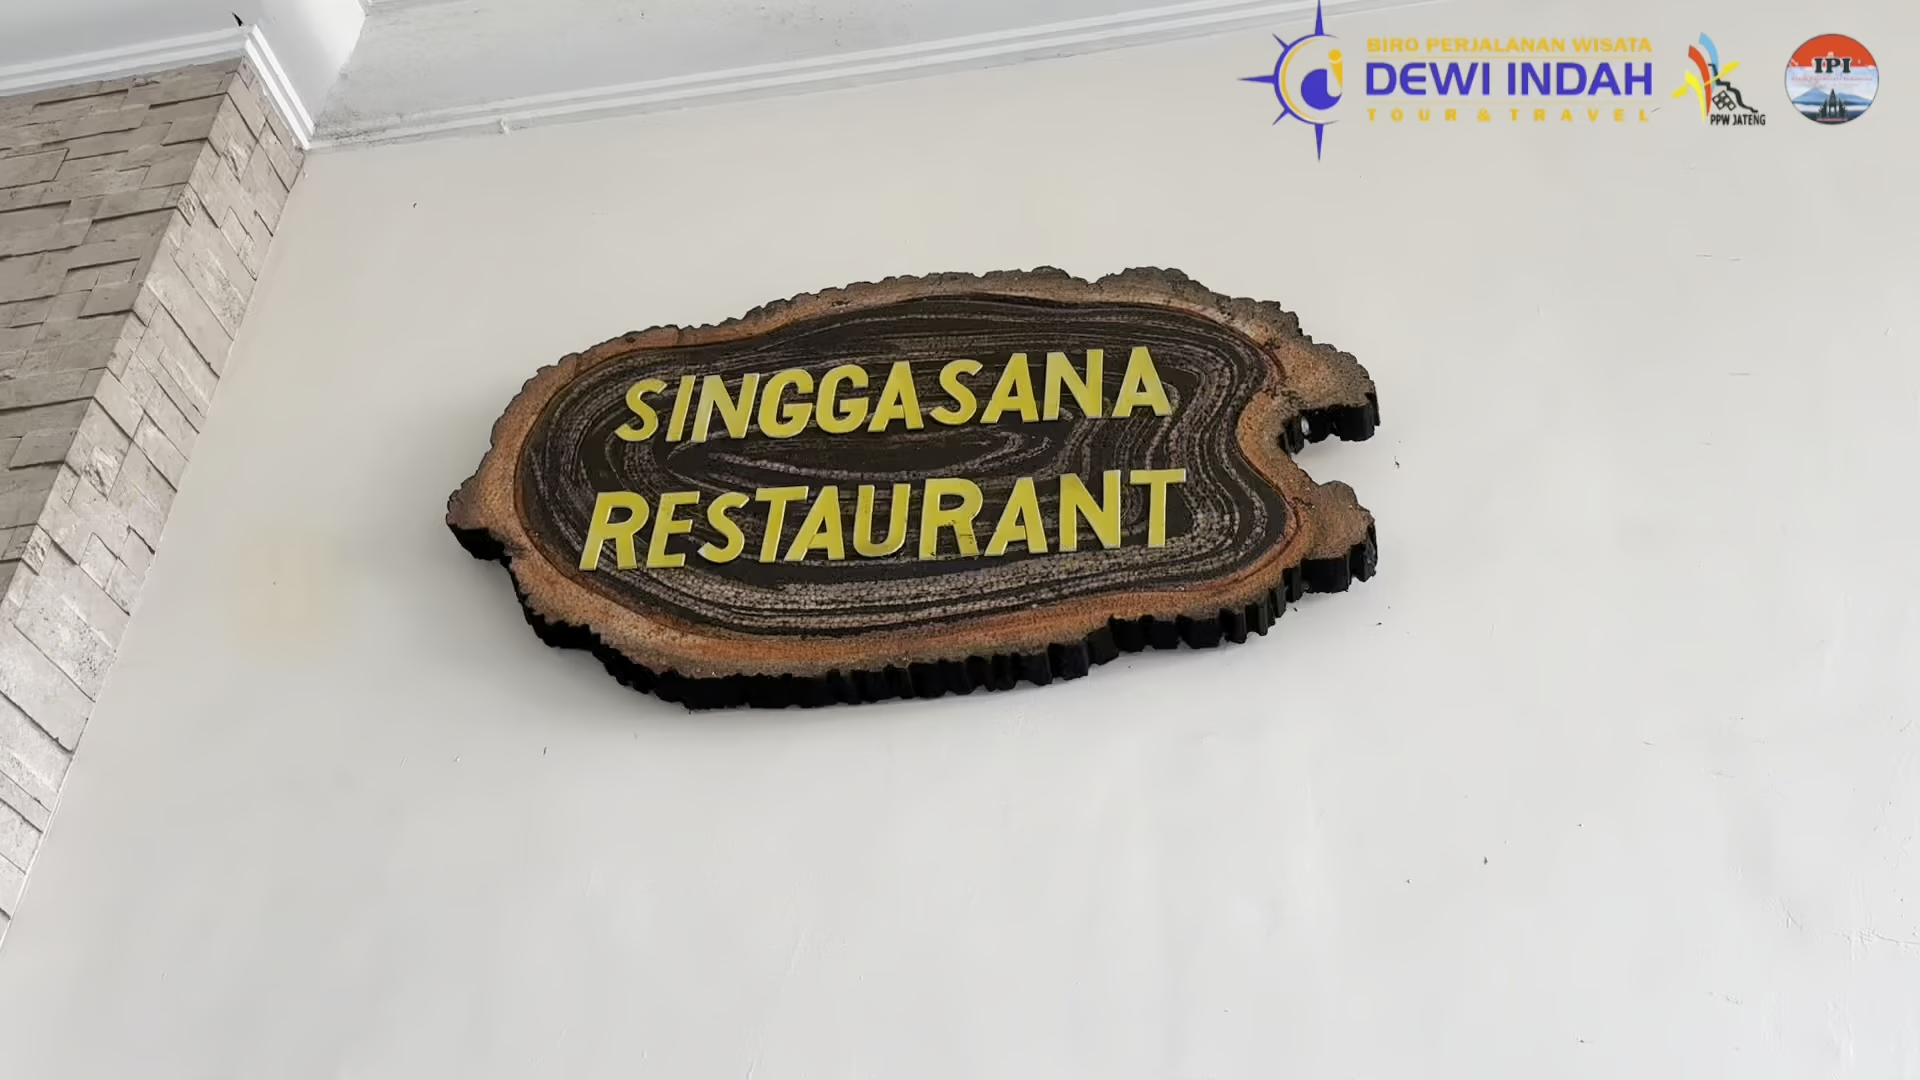 BIRO PERJALANAN WISATA
DEWI INDAH
TOUR & TRAVEL
PPW JATENG
IPI
SINGGASANA
RESTAURANT